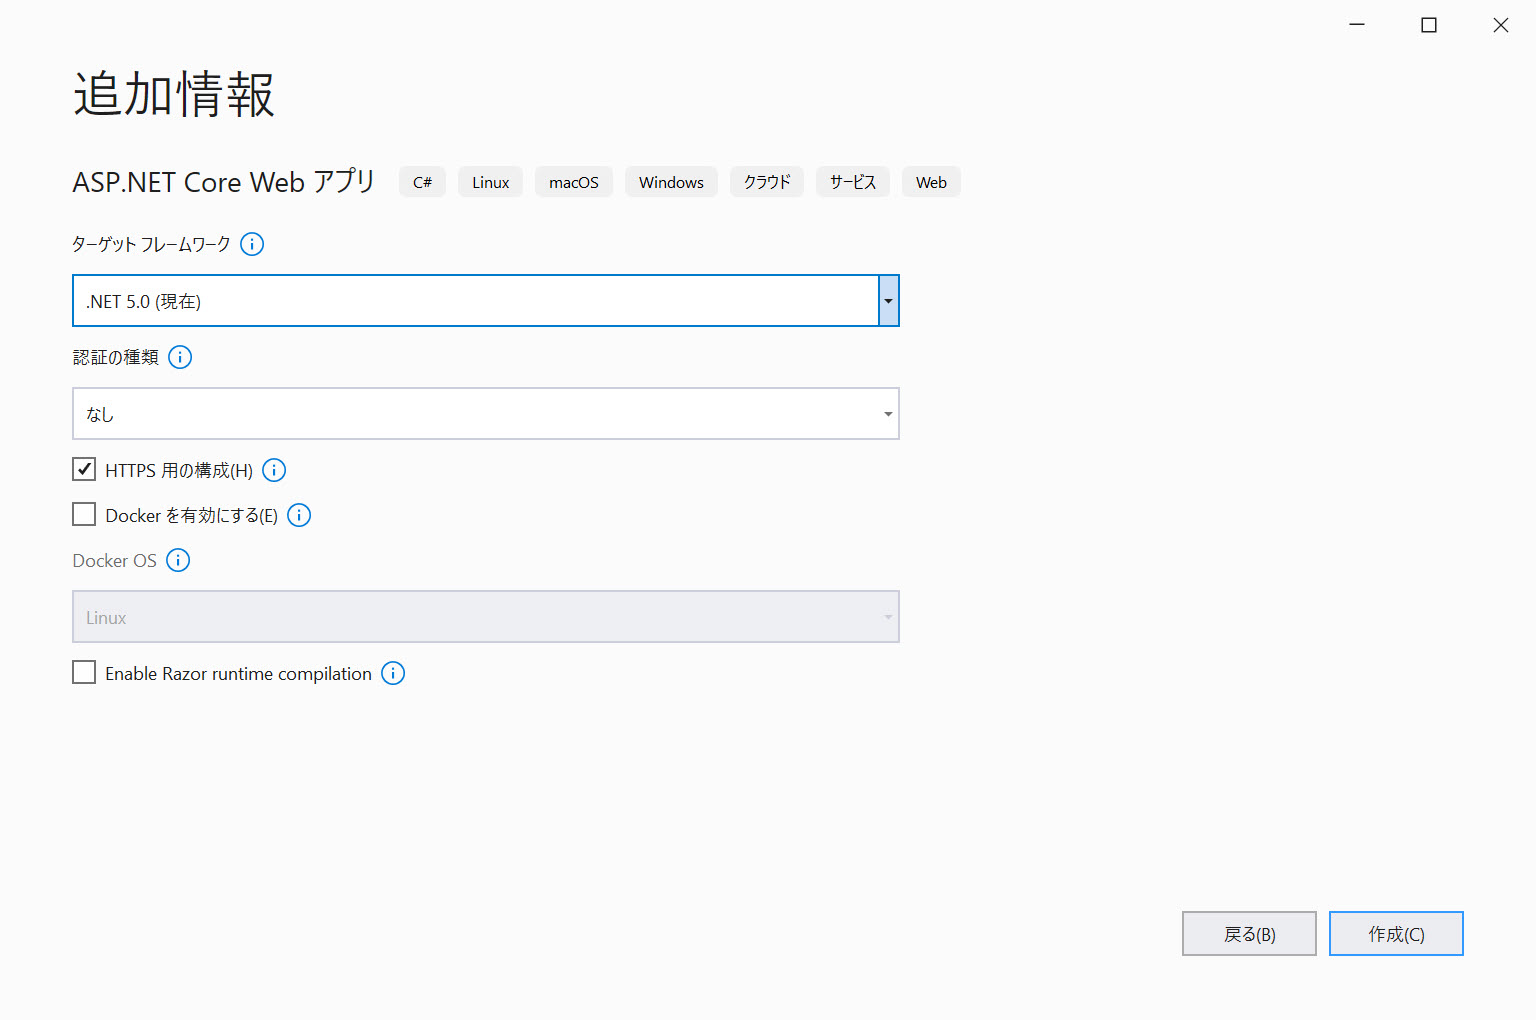 追加情報
ASP.NET Core Web アプリ C# Linux macOS Windows クラウド サービス Web
ターゲット フレームワーク
.NET 5.0 (現在)
認証の種類
なし
HTTPS 用の構成(H)
Docker を有効にする(E)
Docker OS
Linux
Enable Razor runtime compilation
戻る(B) 作成(C)